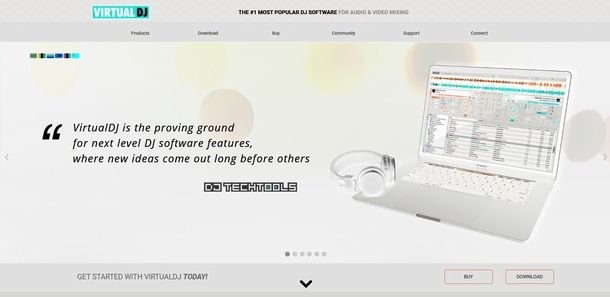 VIRTUAL DJ
THE #1 MOST POPULAR DJ SOFTWARE FOR AUDIO & VIDEO MIXING
Products Download Buy Community Support Connect
“ VirtualDJ is the proving ground
for next level DJ software features,
where new ideas come out long before others
DJ TECHTOOLS
GET STARTED WITH VIRTUALDJ TODAY!
BUY DOWNLOAD